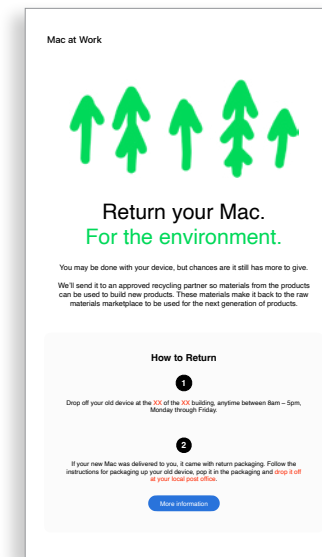 Mac at Work
Return your Mac.
For the environment.
You may be done with your device, but chances are it still has more to give.
We'll send it to an approved recycling partner so materials from the products
can be used to build new products. These materials make it back to the raw
materials marketplace to be used for the next generation of products.
How to Return
1
Drop off your old device at the XX of the XX building, anytime between 8am – 5pm,
Monday through Friday.
2
If your new Mac was delivered to you, it came with return packaging. Follow the
instructions for packaging up your old device, pop it in the packaging and drop it off
at your local post office.
More information